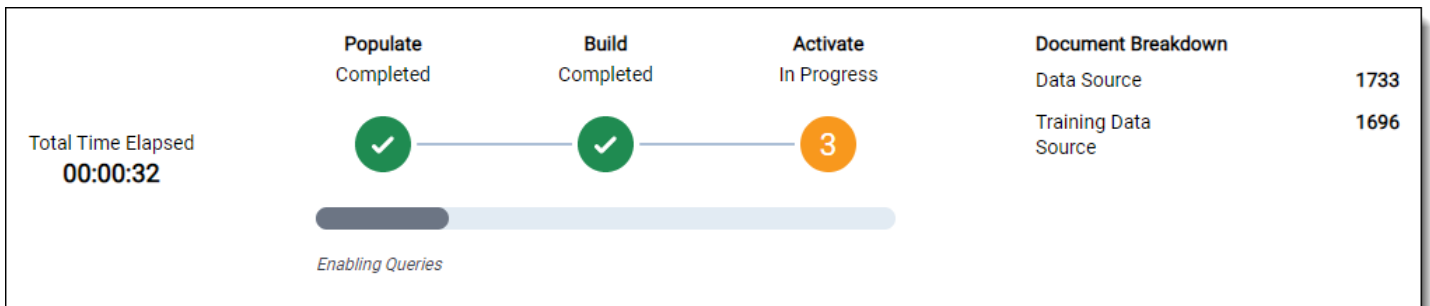 Populate
Completed
Build
Completed
Activate
In Progress
3
Total Time Elapsed
00:00:32
Enabling Queries
Document Breakdown
Data Source 1733
Training Data 1696
Source